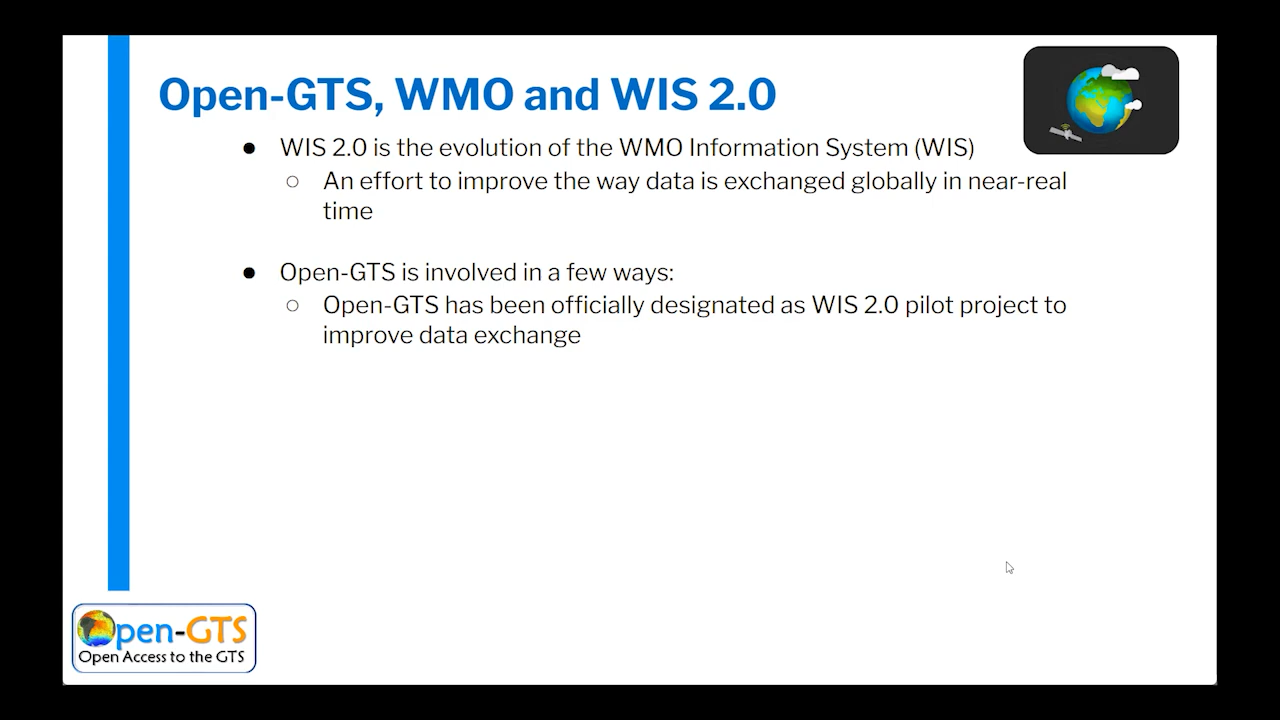 Open-GTS, WMO and WIS 2.0
● WIS 2.0 is the evolution of the WMO Information System (WIS)
○ An effort to improve the way data is exchanged globally in near-real
time
● Open-GTS is involved in a few ways:
○ Open-GTS has been officially designated as WIS 2.0 pilot project to
improve data exchange
Open-GTS
Open Access to the GTS